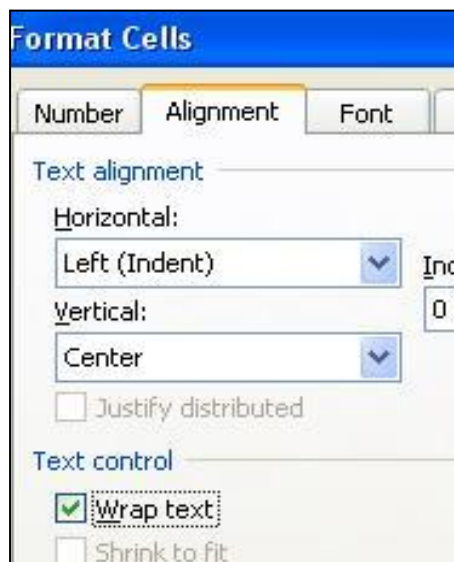 Format Cells
Number Alignment Font
Text alignment
Horizontal:
Left (Indent)
Vertical:
0
Center
Justify distributed
Text control
Wrap text
Shrink to fit